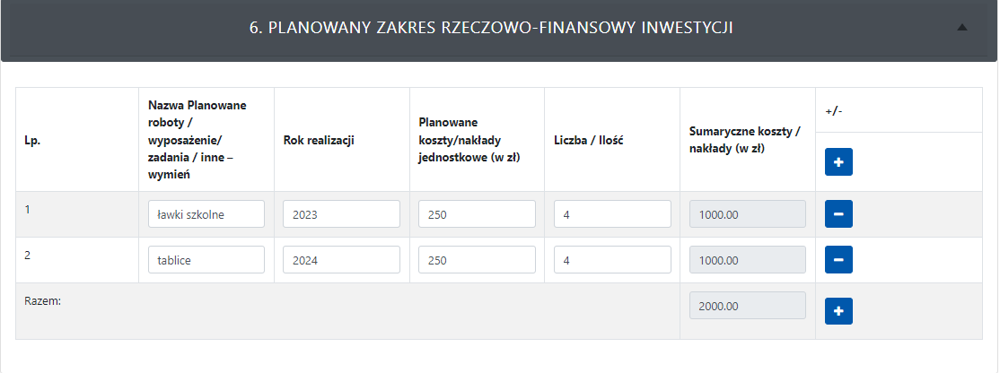 6. PLANOWANY ZAKRES RZECZOWO-FINANSOWY INWESTYCJI
Lp.
Nazwa Planowane
roboty /
wyposażenie/
zadania / inne –
wymień
Rok realizacji
Planowane
koszty/nakłady
jednostkowe (w zł)
Liczba / Ilość
Sumaryczne koszty /
nakłady (w zł)
+/-
1
ławki szkolne
2023
250
4
1000.00
2
tablice
2024
250
4
1000.00
Razem:
2000.00